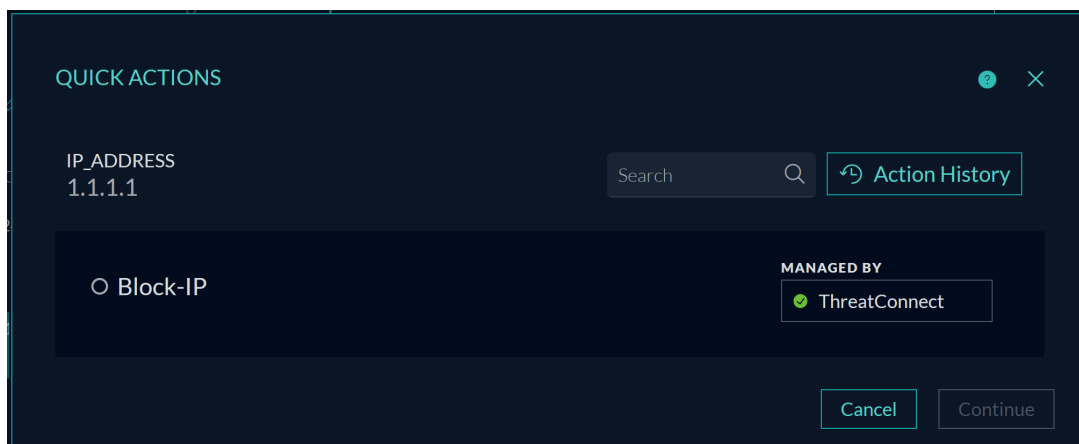 QUICK ACTIONS
?
IP_ADDRESS
1.1.1.1
Search
Action History
Block-IP
MANAGED BY
ThreatConnect
Cancel
Continue